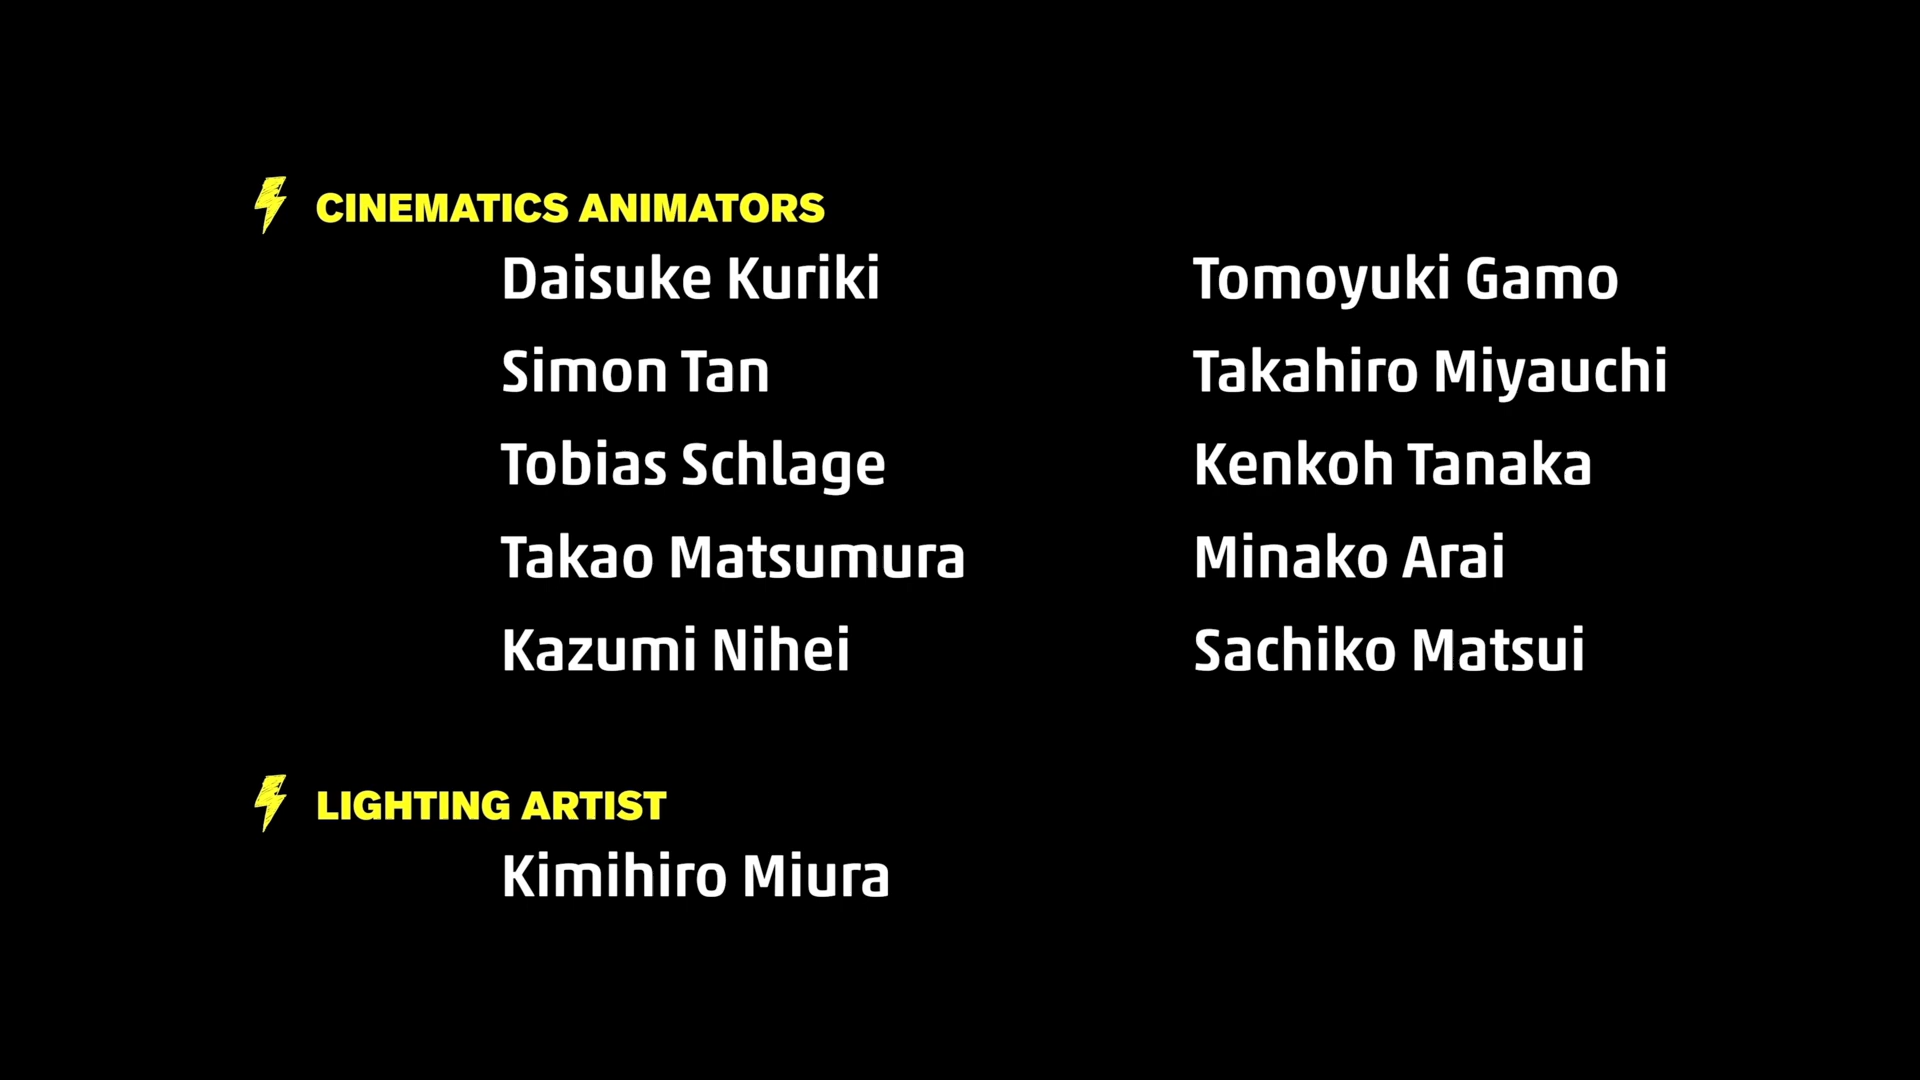 CINEMATICS ANIMATORS
Daisuke Kuriki Tomoyuki Gamo
Simon Tan Takahiro Miyauchi
Tobias Schlage Kenkoh Tanaka
Takao Matsumura Minako Arai
Kazumi Nihei Sachiko Matsui
LIGHTING ARTIST
Kimihiro Miura